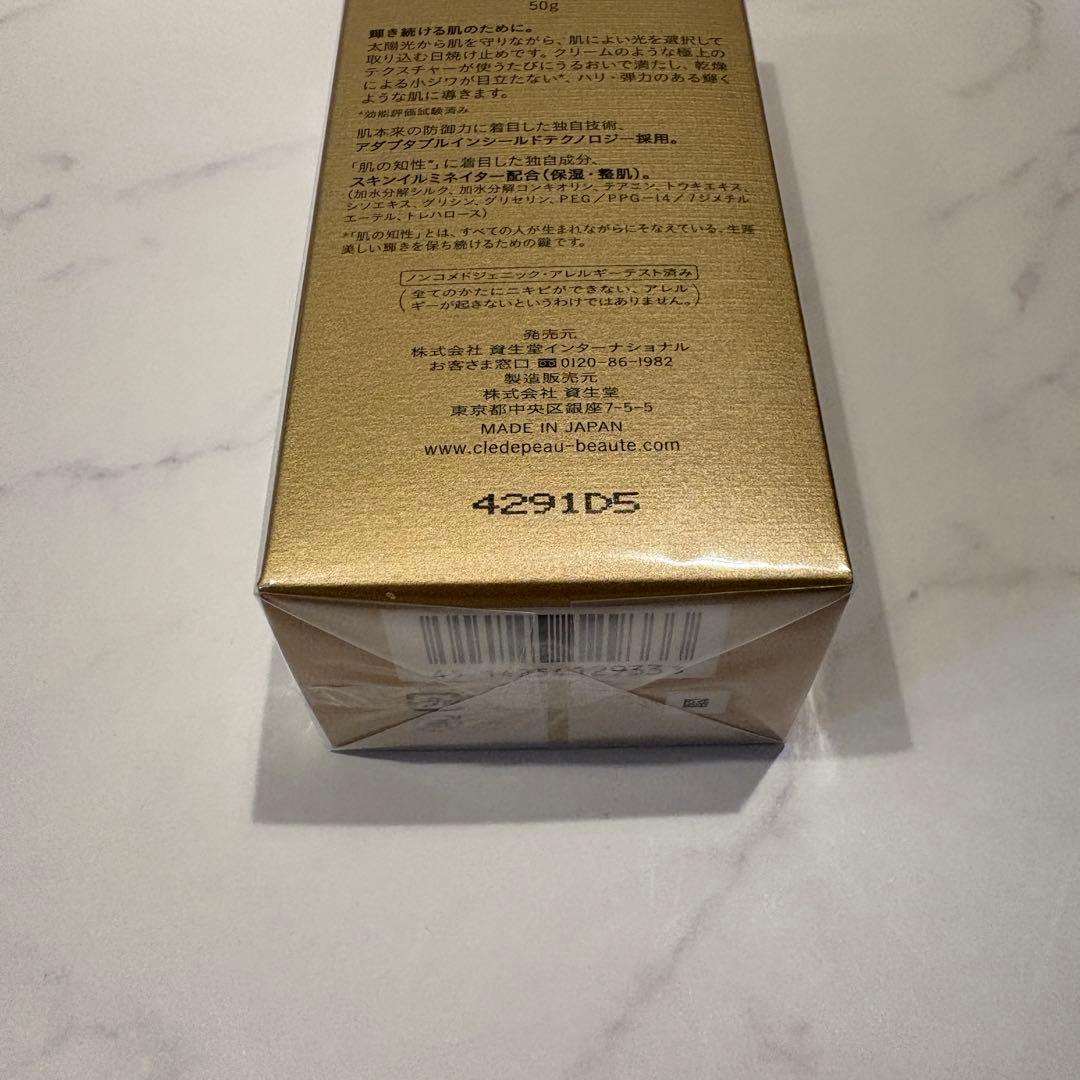 50g
輝き続ける肌のために。
太陽光から肌を守りながら、肌によい光を選択して
取り込む日焼け止めです。クリームのような極上の
テクスチャーが使うたびにうるおいで満たし、乾燥
による小ジワが目立たない*、ハリ・弾力のある輝く
ような肌に導きます。
*効能評価試験済み
肌本来の防御力に着目した独自技術、
アダプタブルインシールドテクノロジー採用。
「肌の知性*」に着目した独自成分、
スキンイルミネイター配合(保湿・整肌)。
(加水分解シルク、加水分解コンキオリン、テアニン、トウキエキス、
シソエキス、グリシン、グリセリン、PEG/PPG-14/7ジメチル
エーテル、トレハロース)
*「肌の知性」とは、すべての人が生まれながらにそなえている、生涯
美しい輝きを保ち続けるための鍵です。
ノンコメドジェニック・アレルギーテスト済み
(全てのかたにニキビができない、アレル
ギーが起きないというわけではありません。)
発売元
株式会社 資生堂インターナショナル
お客さま窓口 0120-86-1982
製造販売元
株式会社 資生堂
東京都中央区銀座7-5-5
MADE IN JAPAN
www.cledepeau-beaute.com
4291D5